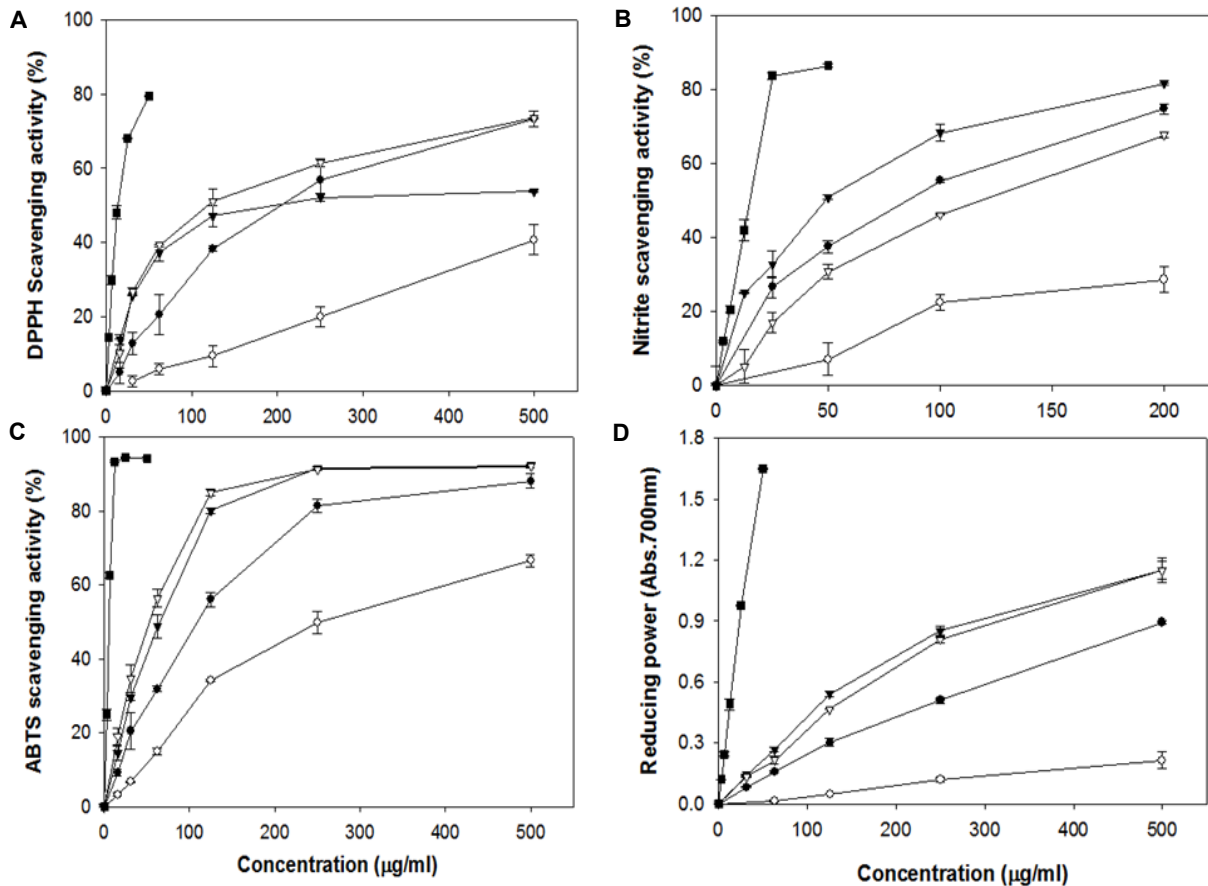 A
DPPH Scavenging activity (%)
100
80
60
40
20
0
0 100 200 300 400 500
B
Nitrite scavenging activity (%)
100
80
60
40
20
0
0 50 100 150 200
C
ABTS scavenging activity (%)
100
80
60
40
20
0
0 100 200 300 400 500
Concentration (µg/ml)
D
Reducing power (Abs.700nm)
1.8
1.5
1.2
0.9
0.6
0.3
0.0
0 100 200 300 400 500
Concentration (µg/ml)